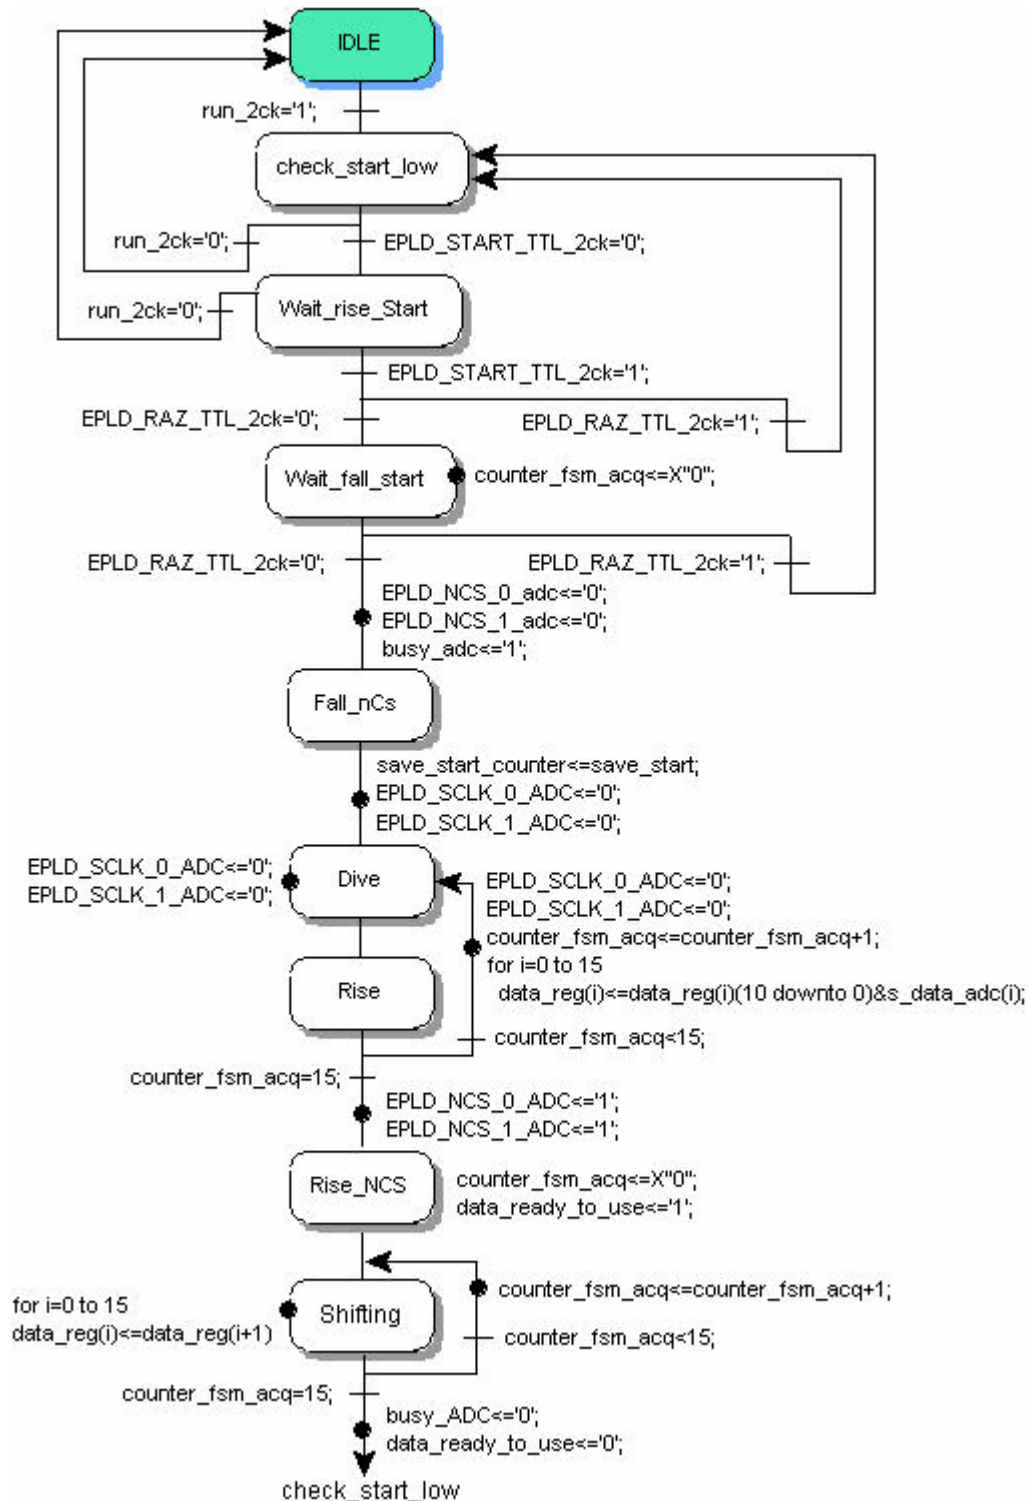 IDLE
run_2ck='1';
check_start_low
run_2ck='0';
EPLD_START_TTL_2ck='0';
run_2ck='0';
Wait_rise_Start
EPLD_START_TTL_2ck='1';
EPLD_RAZ_TTL_2ck='0';
EPLD_RAZ_TTL_2ck='1';
Wait_fall_start
counter_fsm_acq<=X"0";
EPLD_RAZ_TTL_2ck='0';
EPLD_RAZ_TTL_2ck='1';
EPLD_NCS_0_adc<='0';
EPLD_NCS_1_adc<='0';
busy_adc<='1';
Fall_nCs
save_start_counter<=save_start;
EPLD_SCLK_0_ADC<='0';
EPLD_SCLK_1_ADC<='0';
EPLD_SCLK_0_ADC<='0';
EPLD_SCLK_1_ADC<='0';
Dive
EPLD_SCLK_0_ADC<='0';
EPLD_SCLK_1_ADC<='0';
counter_fsm_acq<=counter_fsm_acq+1;
for i=0 to 15
data_reg(i)<=data_reg(i)(10 downto 0)&s_data_adc(i);
Rise
counter_fsm_acq<15;
counter_fsm_acq=15;
EPLD_NCS_0_ADC<='1';
EPLD_NCS_1_ADC<='1';
Rise_NCS
counter_fsm_acq<=X"0";
data_ready_to_use<='1';
counter_fsm_acq<=counter_fsm_acq+1;
for i=0 to 15
data_reg(i)<=data_reg(i+1)
Shifting
counter_fsm_acq<15;
counter_fsm_acq=15;
busy_ADC<='0';
data_ready_to_use<='0';
check_start_low